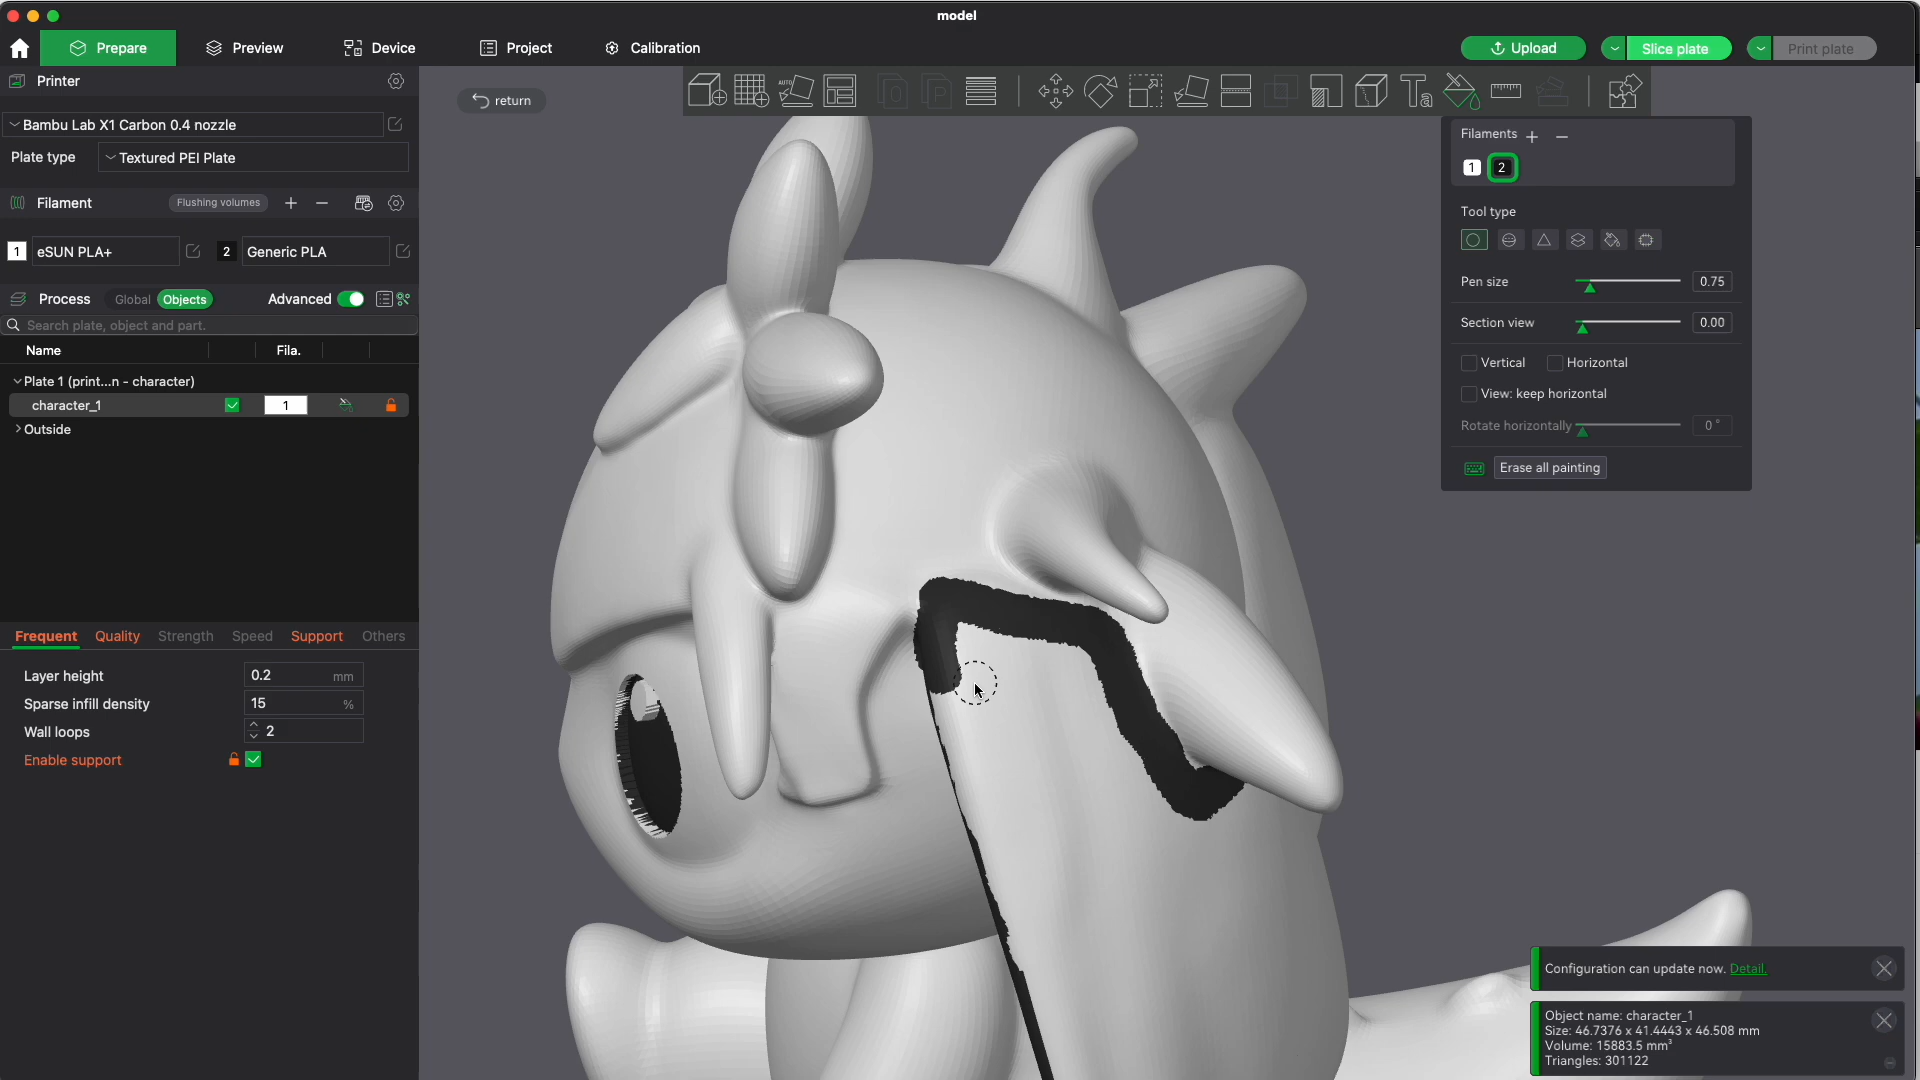 model
Prepare
Preview
Device
Project
Calibration
Upload
Slice plate
Print plate
Printer
Bambu Lab X1 Carbon 0.4 nozzle
Plate type
Textured PEI Plate
Filament
Flushing volumes
1
eSUN PLA+
2
Generic PLA
Process
Global
Objects
Advanced
Search plate, object and part.
Name
Fila.
Plate 1 (print...n - character)
character_1
1
Outside
Frequent
Quality
Strength
Speed
Support
Others
Layer height
0.2
mm
Sparse infill density
15
%
Wall loops
2
Enable support
return
AUTO
Filaments
1
2
Tool type
Pen size
0.75
Section view
0.00
Vertical
Horizontal
View: keep horizontal
Rotate horizontally
0 °
Erase all painting
Configuration can update now. Detail.
Object name: character_1
Size: 46.7376 x 41.4443 x 46.508 mm
Volume: 15883.5 mm³
Triangles: 301122